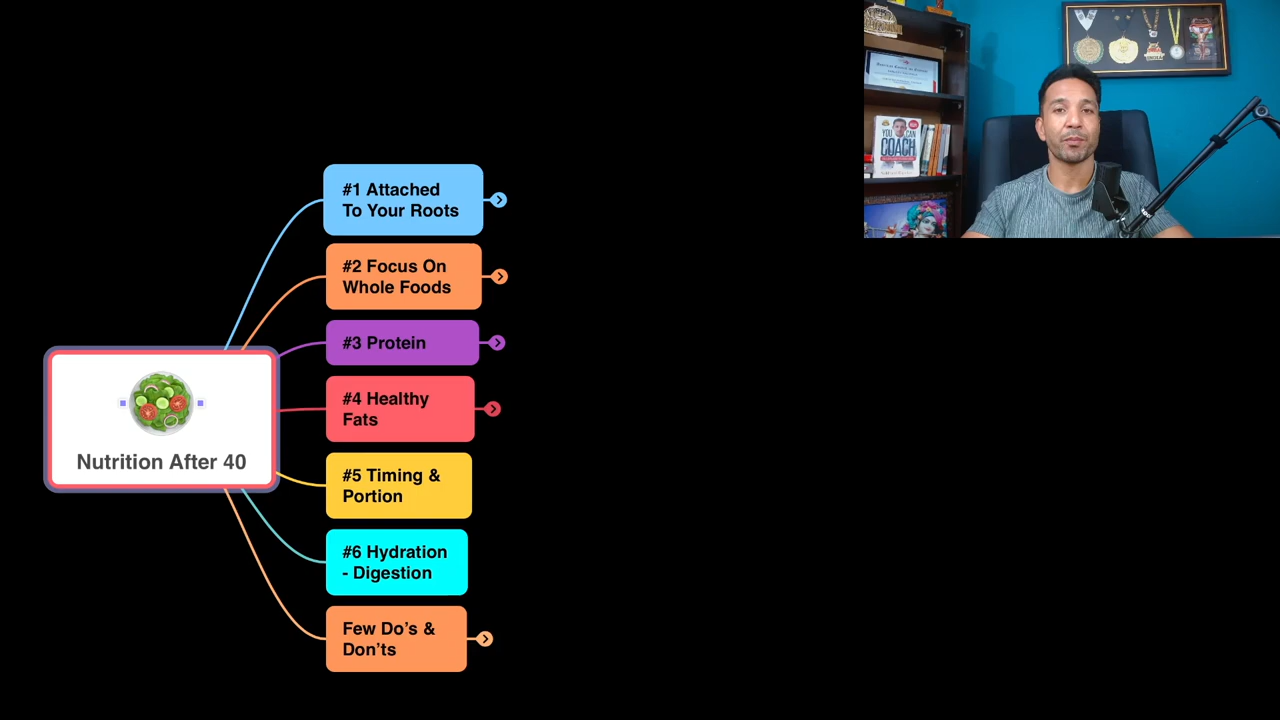 #1 Attached
To Your Roots
#2 Focus On
Whole Foods
#3 Protein
#4 Healthy
Fats
Nutrition After 40
#5 Timing &
Portion
#6 Hydration
- Digestion
Few Do’s &
Don’ts
YOU CAN
COACH